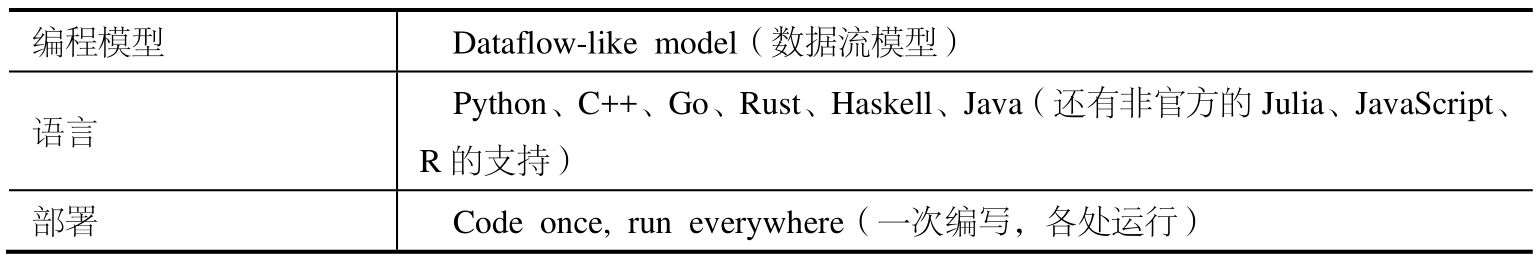 编程模型 Dataflow-like model（数据流模型）
语言 Python、C++、Go、Rust、Haskell、Java（还有非官方的 Julia、JavaScript、
R 的支持）
部署 Code once, run everywhere（一次编写，各处运行）